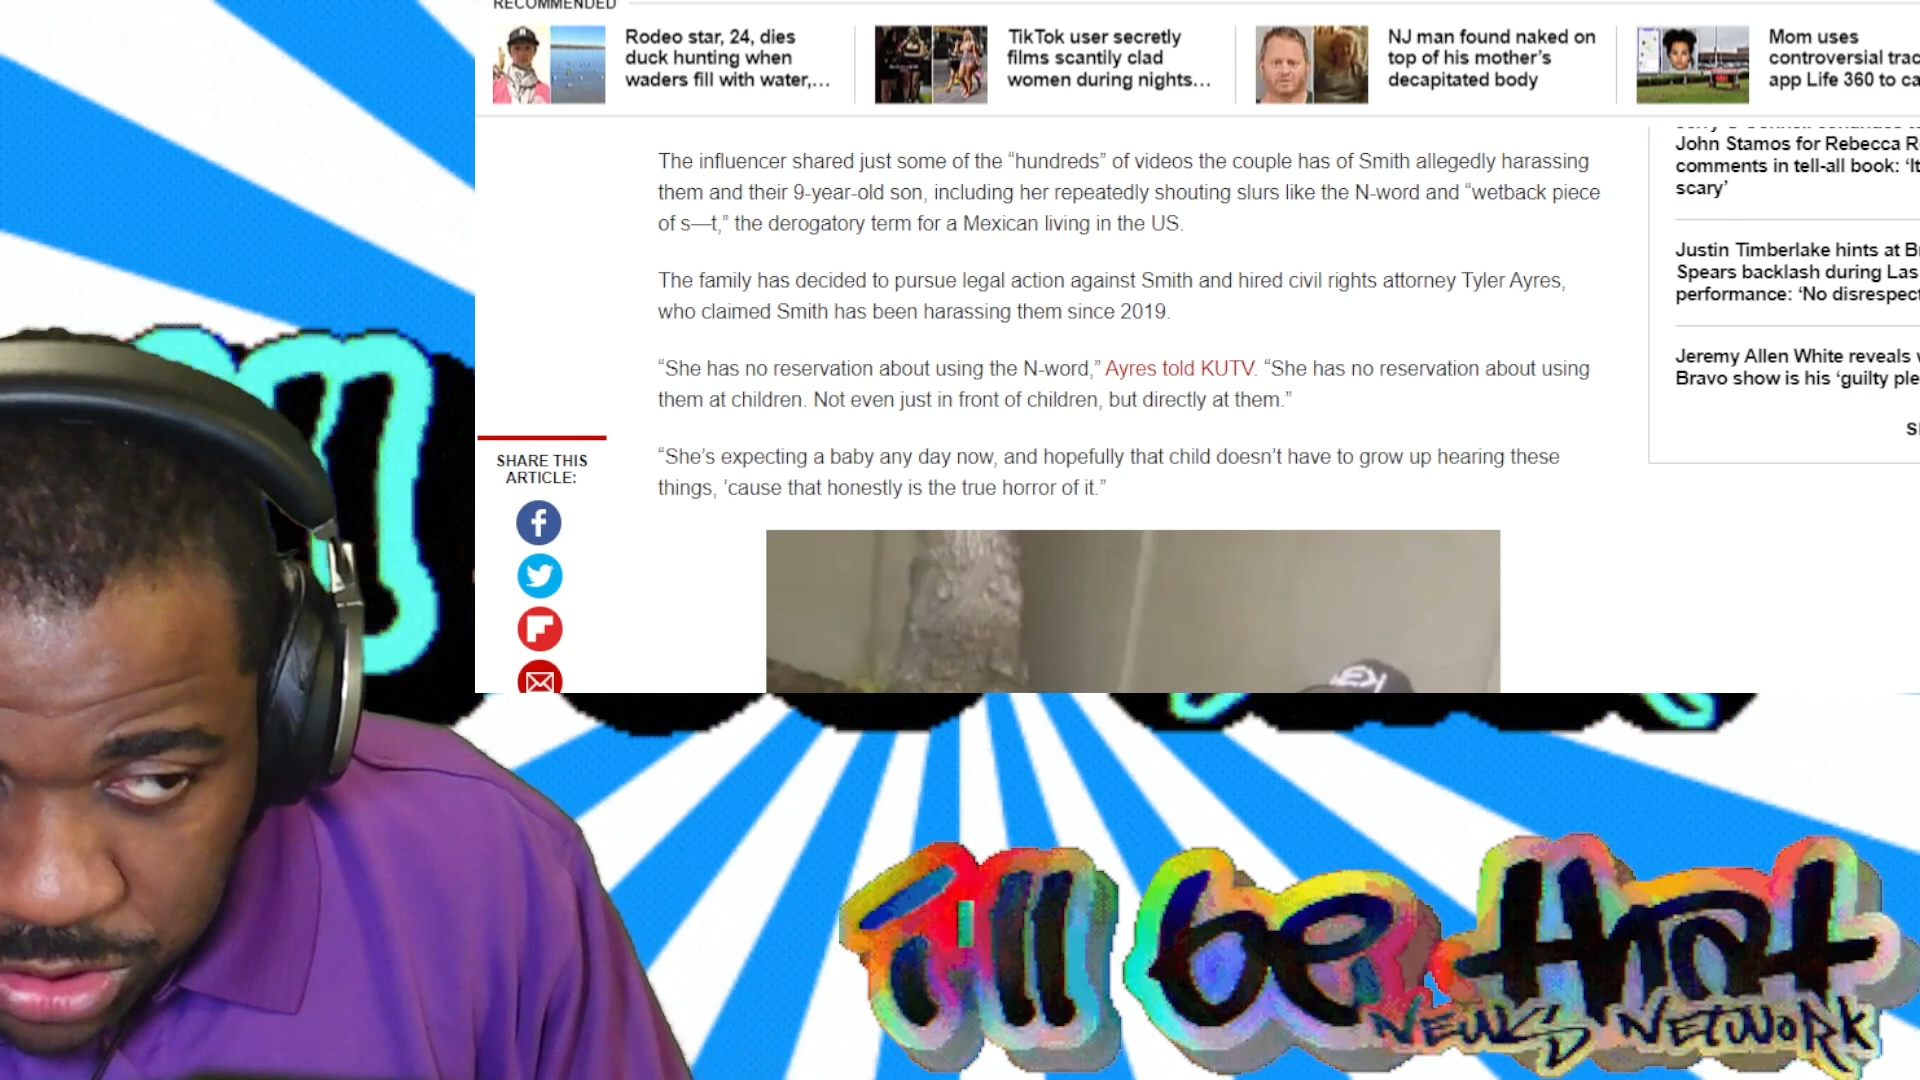 RECOMMENDED
Rodeo star, 24, dies
duck hunting when
waders fill with water,...
TikTok user secretly
films scantily clad
women during nights...
NJ man found naked on
top of his mother's
decapitated body
Mom uses
controversial trac
app Life 360 to ca
The influencer shared just some of the “hundreds” of videos the couple has of Smith allegedly harassing
them and their 9-year-old son, including her repeatedly shouting slurs like the N-word and “wetback piece
of s—t,” the derogatory term for a Mexican living in the US.
The family has decided to pursue legal action against Smith and hired civil rights attorney Tyler Ayres,
who claimed Smith has been harassing them since 2019.
“She has no reservation about using the N-word,” Ayres told KUTV. “She has no reservation about using
them at children. Not even just in front of children, but directly at them.”
“She’s expecting a baby any day now, and hopefully that child doesn’t have to grow up hearing these
things, ’cause that honestly is the true horror of it.”
SHARE THIS
ARTICLE:
John Stamos for Rebecca R
comments in tell-all book: ‘It
scary’
Justin Timberlake hints at B
Spears backlash during Las
performance: ‘No disrespect
Jeremy Allen White reveals
Bravo show is his ‘guilty ple
ill be that
NEWS NETWORK